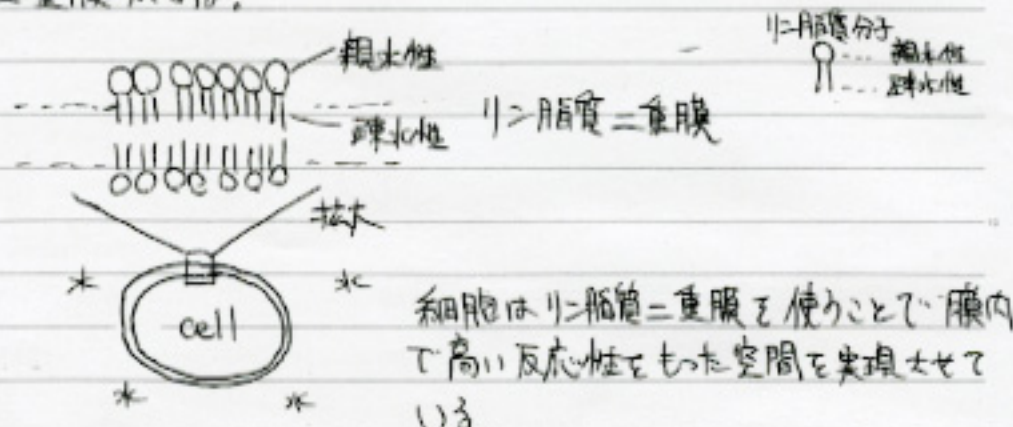 リン脂質分子
親水性
疎水性
親水性
疎水性
リン脂質二重膜
拡大
水
水
cell
水
水
細胞はリン脂質二重膜を使うことで膜内
で高い反応性をもった空間を実現させて
いる